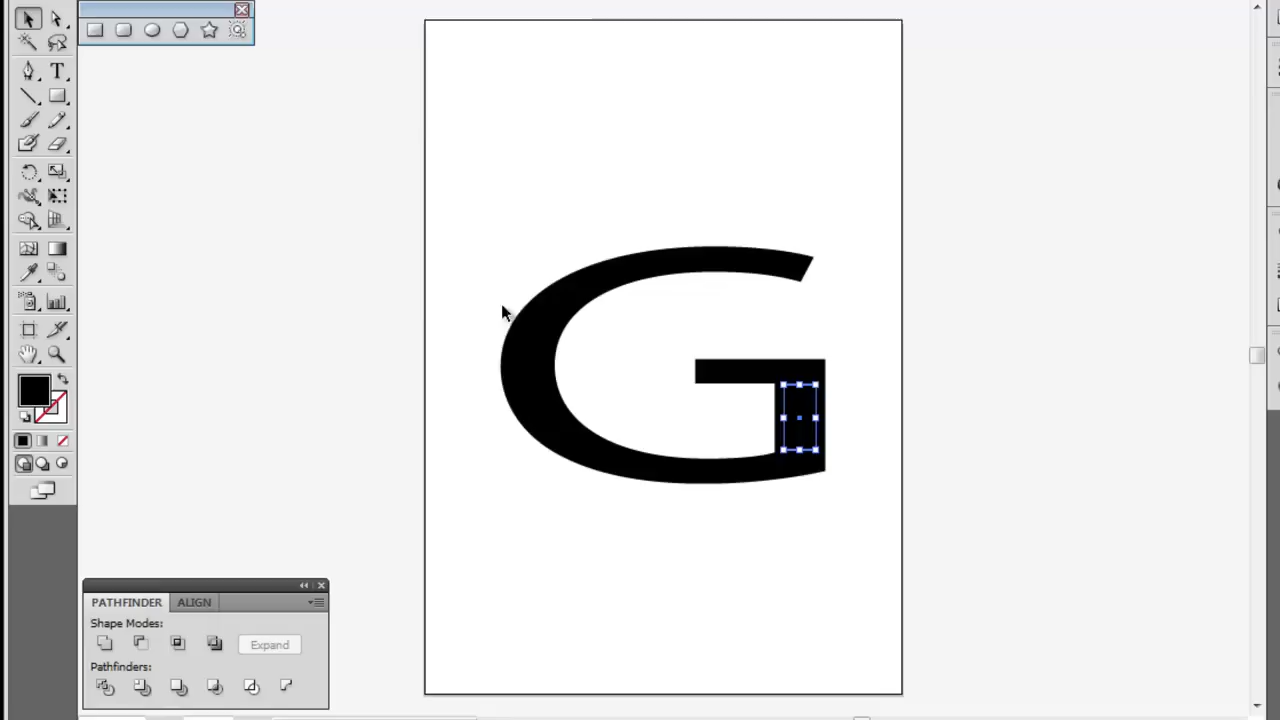 T
G
PATHFINDER ALIGN
Shape Modes:
Expand
Pathfinders: